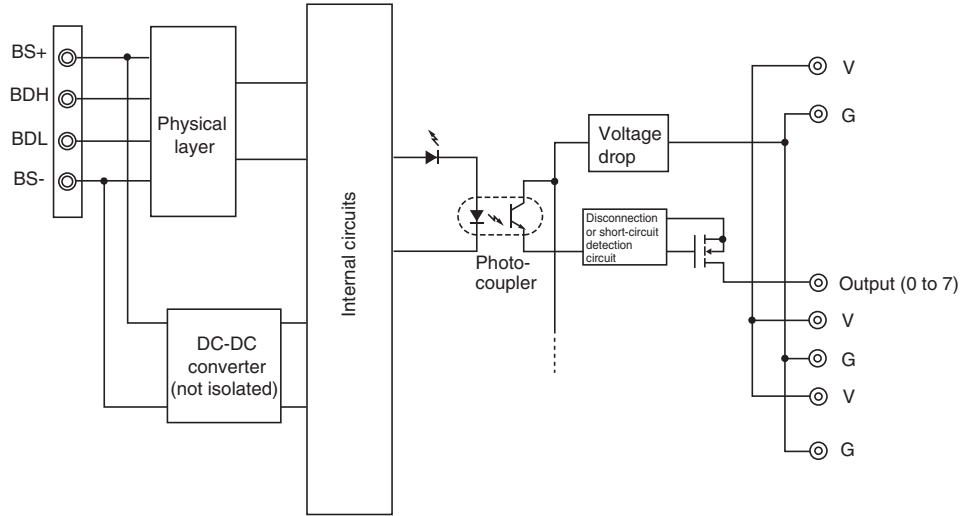 BS+
BDH
BDL
BS-
Physical
layer
DC-DC
converter
(not isolated)
Internal circuits
Photo-
coupler
Voltage
drop
Disconnection
or short-circuit
detection
circuit
V
G
Output (0 to 7)
V
G
V
G